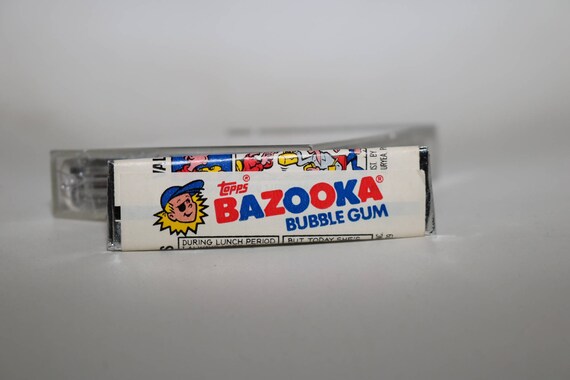 topps®
BAZOOKA®
BUBBLE GUM
DURING LUNCH PERIOD
BUT TODAY SHE'S